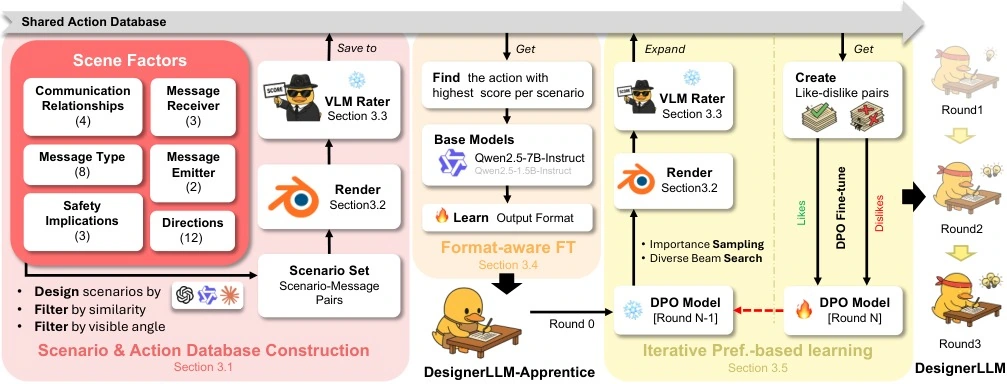 Shared Action Database
Scene Factors
Communication
Relationships
(4)
Message
Receiver
(3)
Message Type
(8)
Message
Emitter
(2)
Safety
Implications
(3)
Directions
(12)
• Design scenarios by
• Filter by similarity
• Filter by visible angle
Save to
SCORE
VLM Rater
Section 3.3
Render
Section3.2
Scenario Set
Scenario-Message
Pairs
Scenario & Action Database Construction
Section 3.1
Get
Find the action with
highest score per scenario
Base Models
Qwen2.5-7B-Instruct
Qwen2.5-1.5B-Instruct
Learn Output Format
Format-aware FT
Section 3.4
DesignerLLM-Apprentice
Round 0
Expand
SCORE
VLM Rater
Section 3.3
Render
Section3.2
• Importance Sampling
• Diverse Beam Search
DPO Model
[Round N-1]
Get
Create
Like-dislike pairs
Likes
DPO Fine-tune
Dislikes
DPO Model
[Round N]
Iterative Pref.-based learning
Section 3.5
Round1
Round2
Round3
DesignerLLM